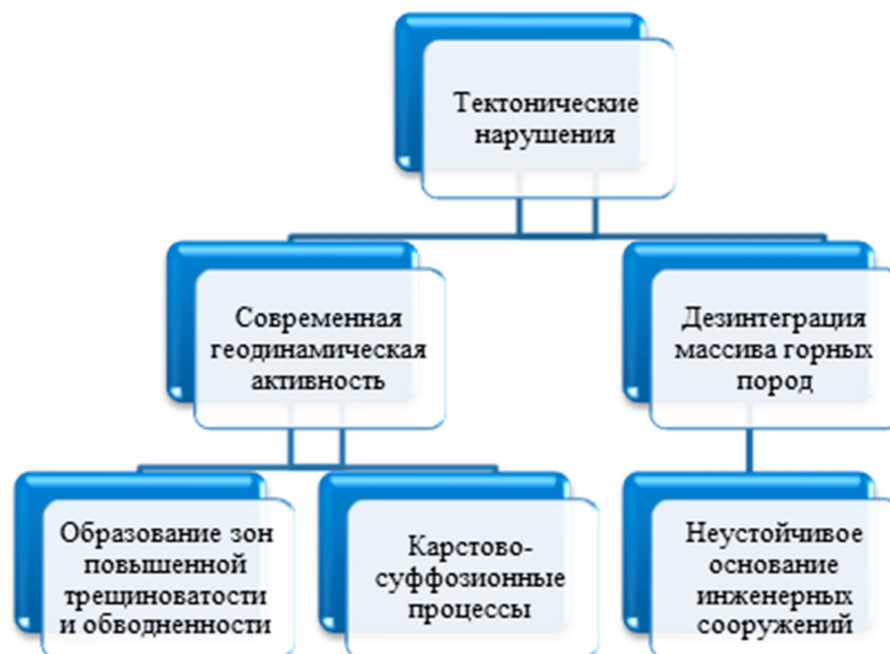 Тектонические
нарушения
Современная
геодинамическая
активность
Дезинтеграция
массива горных
пород
Образование зон
повышенной
трещиноватости
и обводненности
Карстово-
суффозионные
процессы
Неустойчивое
основание
инженерных
сооружений